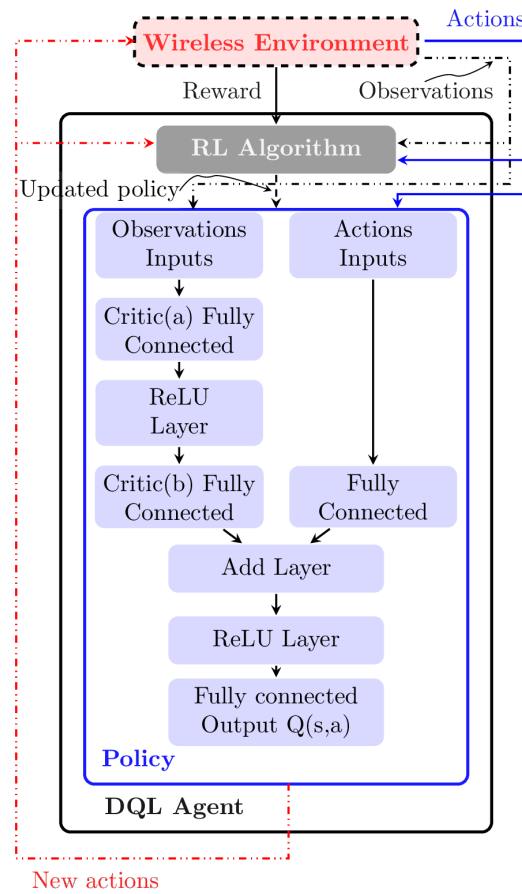 Actions
Wireless Environment
Reward
Observations
RL Algorithm
Updated policy
Observations
Inputs
Actions
Inputs
Critic(a) Fully
Connected
ReLU
Layer
Critic(b) Fully
Connected
Fully
Connected
Add Layer
ReLU Layer
Fully connected
Output Q(s,a)
Policy
DQL Agent
New actions